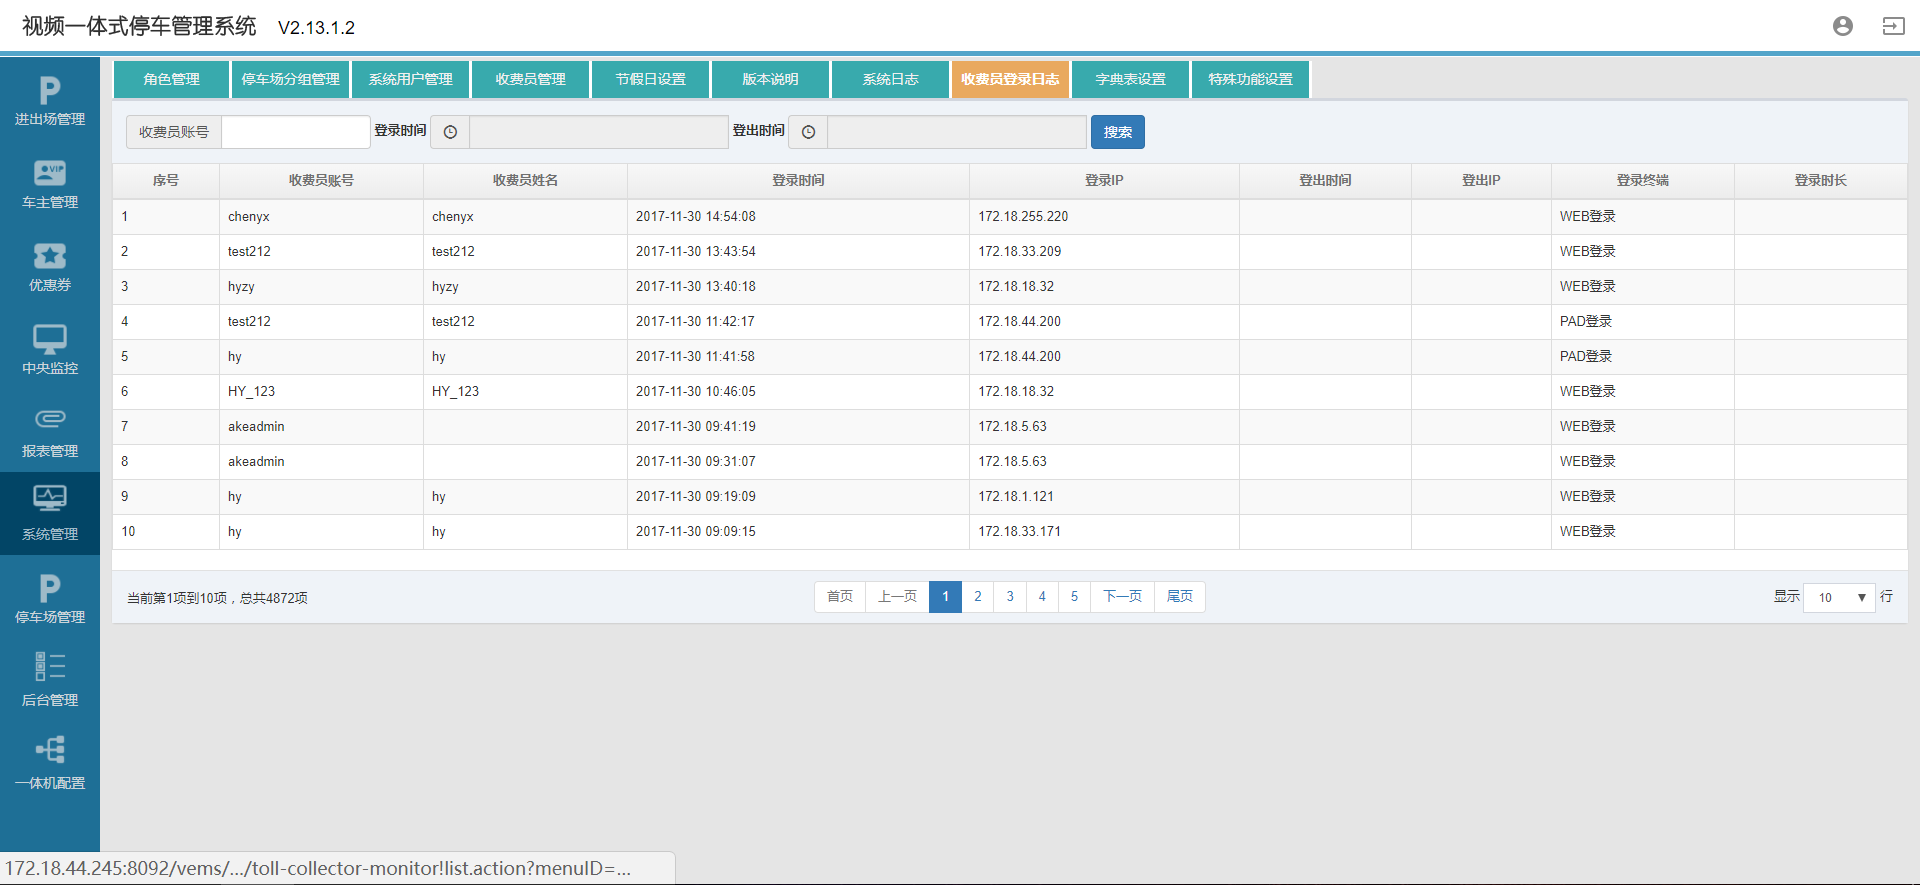 视频一体式停车管理系统 V2.13.1.2
角色管理 停车场分组管理 系统用户管理 收费员管理 节假日设置 版本说明 系统日志 收费员登录日志 字典表设置 特殊功能设置
进出场管理
VIP
车主管理
优惠券
中央监控
报表管理
系统管理
停车场管理
后台管理
一体机配置
收费员账号 登录时间 登出时间 搜索
序号 收费员账号 收费员姓名 登录时间 登录IP 登出时间 登出IP 登录终端 登录时长
1 chenyx chenyx 2017-11-30 14:54:08 172.18.255.220 WEB登录
2 test212 test212 2017-11-30 13:43:54 172.18.33.209 WEB登录
3 hyzy hyzy 2017-11-30 13:40:18 172.18.18.32 WEB登录
4 test212 test212 2017-11-30 11:42:17 172.18.44.200 PAD登录
5 hy hy 2017-11-30 11:41:58 172.18.44.200 PAD登录
6 HY_123 HY_123 2017-11-30 10:46:05 172.18.18.32 WEB登录
7 akeadmin 2017-11-30 09:41:19 172.18.5.63 WEB登录
8 akeadmin 2017-11-30 09:31:07 172.18.5.63 WEB登录
9 hy hy 2017-11-30 09:19:09 172.18.1.121 WEB登录
10 hy hy 2017-11-30 09:09:15 172.18.33.171 WEB登录
当前第1项到10项，总共4872项 首页 上一页 1 2 3 4 5 下一页 尾页 显示 10 行
172.18.44.245:8092/vems/.../toll-collector-monitor!list.action?menuID=...